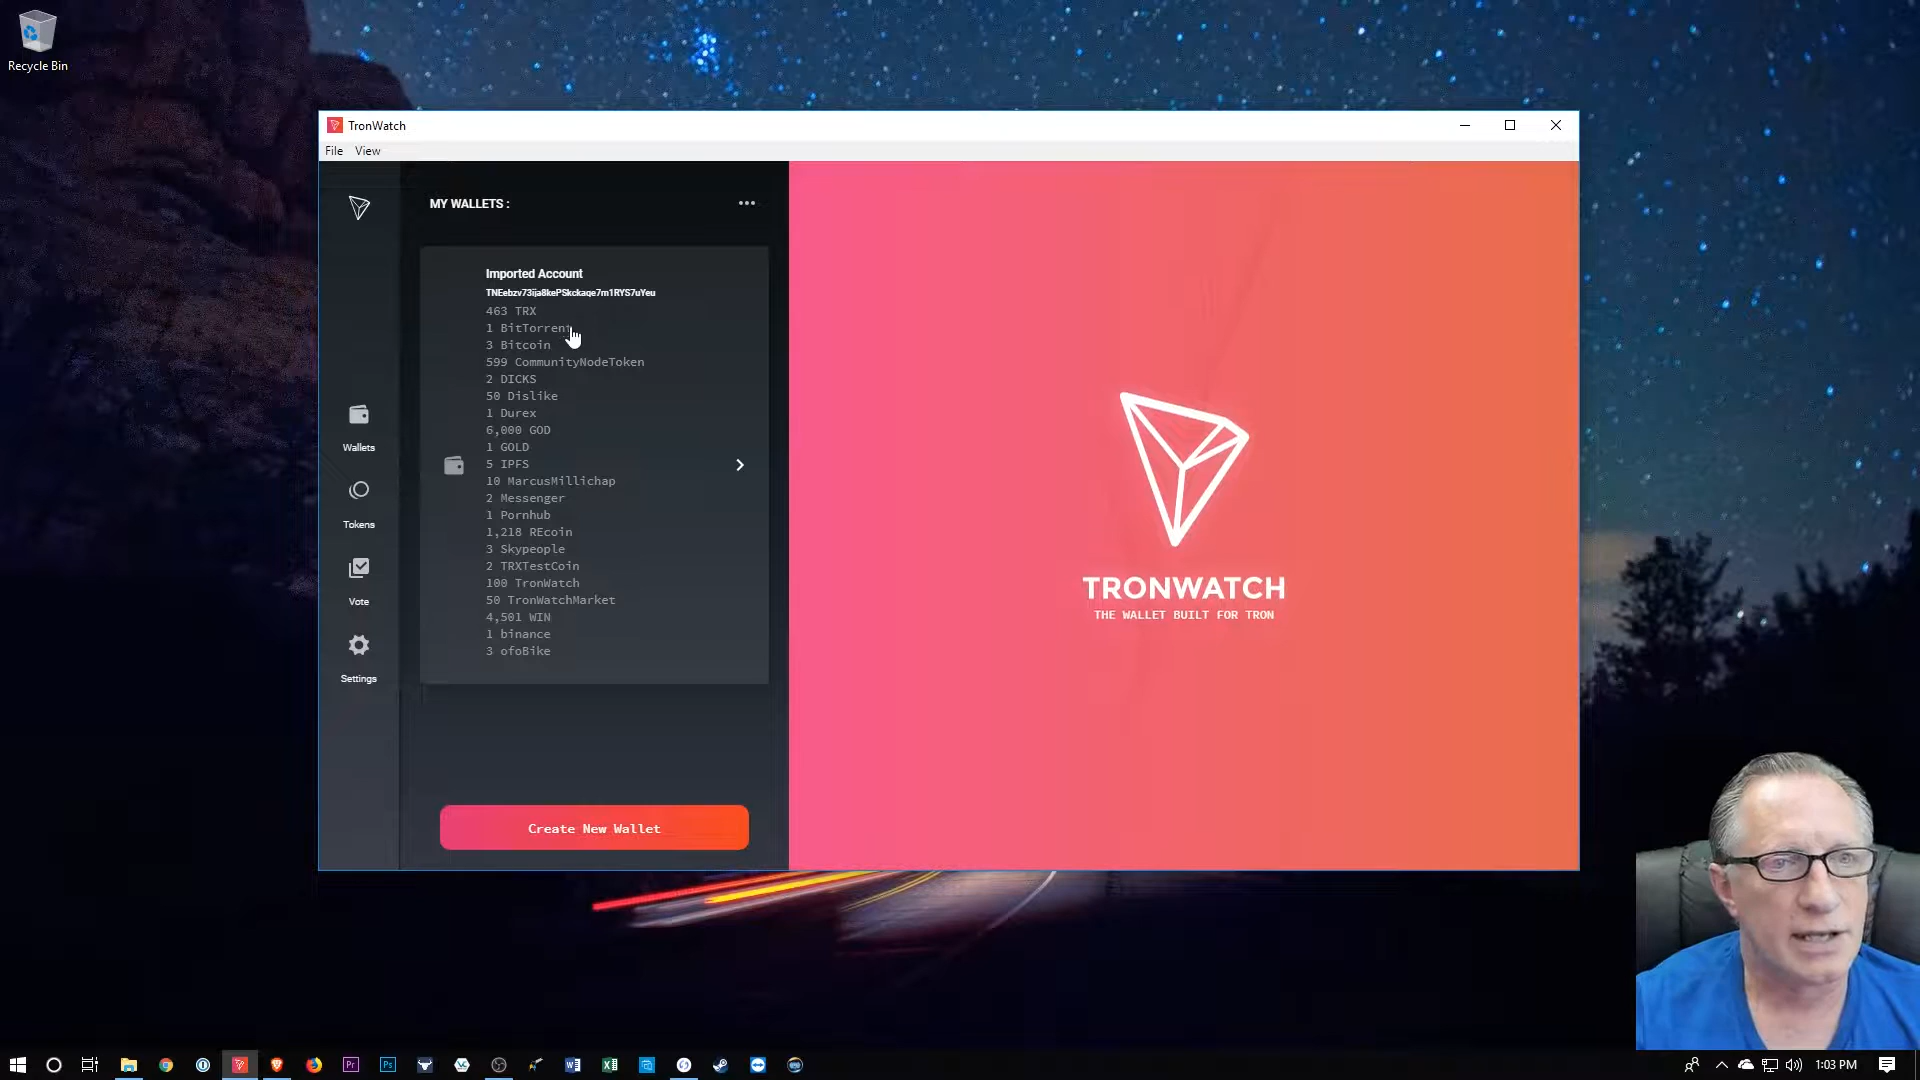 Recycle Bin
TronWatch
File View
MY WALLETS :
Imported Account
TNEebzv73ija8kePSkckaqe7m1RYS7uYeu
463 TRX
1 BitTorrent
3 Bitcoin
599 CommunityNodeToken
2 DICKS
50 Dislike
1 Durex
6,000 GOD
1 GOLD
5 IPFS
10 MarcusMillichap
2 Messenger
1 Pornhub
1,218 REcoin
3 Skypeople
2 TRXTestCoin
100 TronWatch
50 TronWatchMarket
4,501 WIN
1 binance
3 ofoBike
Wallets
Tokens
Vote
Settings
Create New Wallet
TRONWATCH
THE WALLET BUILT FOR TRON
Pr
Ps
1:03 PM